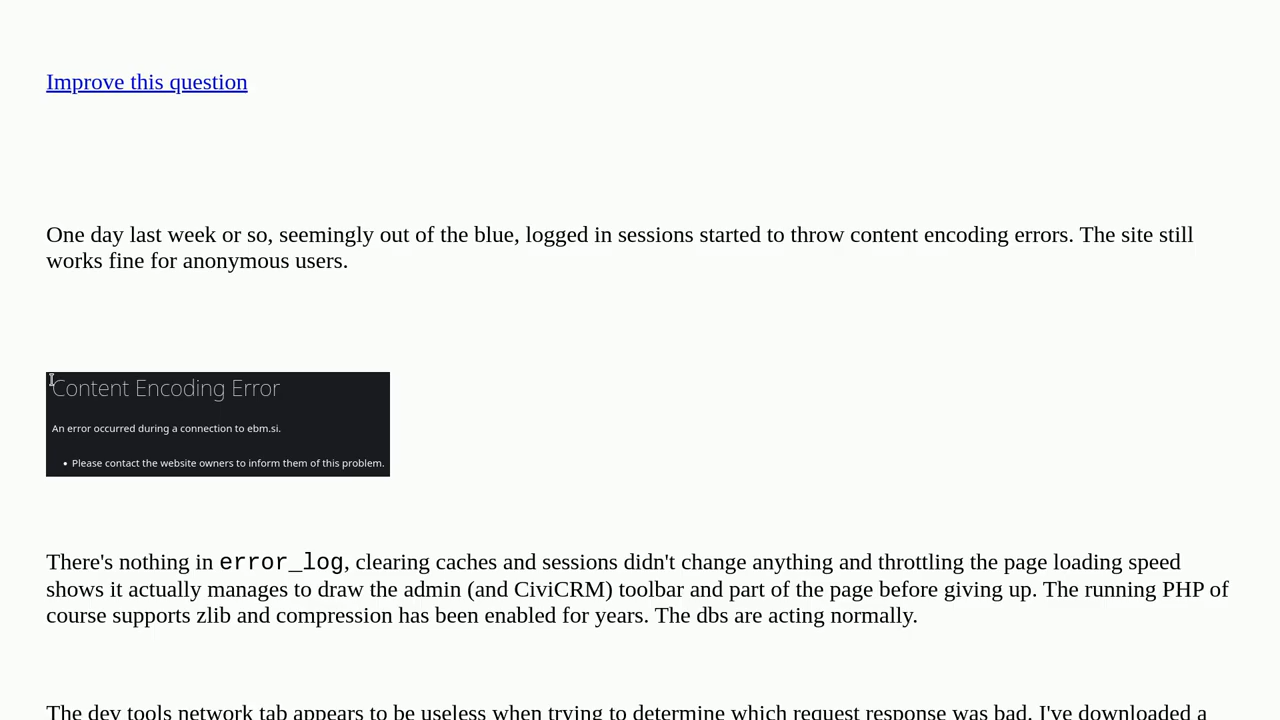 Improve this question
One day last week or so, seemingly out of the blue, logged in sessions started to throw content encoding errors. The site still
works fine for anonymous users.
Content Encoding Error
An error occurred during a connection to ebm.si.
• Please contact the website owners to inform them of this problem.
There's nothing in error_log, clearing caches and sessions didn't change anything and throttling the page loading speed
shows it actually manages to draw the admin (and CiviCRM) toolbar and part of the page before giving up. The running PHP of
course supports zlib and compression has been enabled for years. The dbs are acting normally.
The dev tools network tab appears to be useless when trying to determine which request response was bad. I've downloaded a